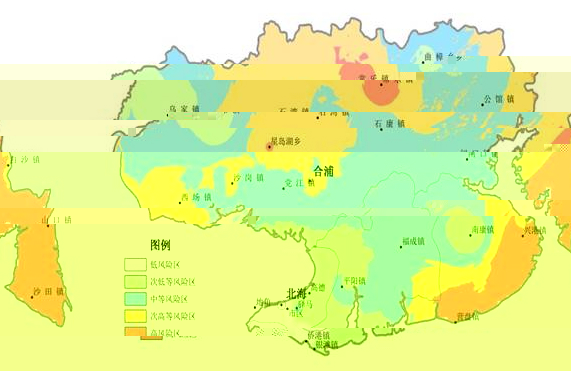 曲樟乡
常乐镇
公馆镇
乌家镇
石湾镇
石康镇
星岛湖乡
合浦
闸口镇
白沙镇
沙岗镇
党江镇
西场镇
山口镇
南康镇
兴港镇
福成镇
图例
低风险区
次低等风险区
沙田镇
中等风险区
平阳镇
北海
次高等风险区
高风险区
营盘镇
侨港镇
银滩镇